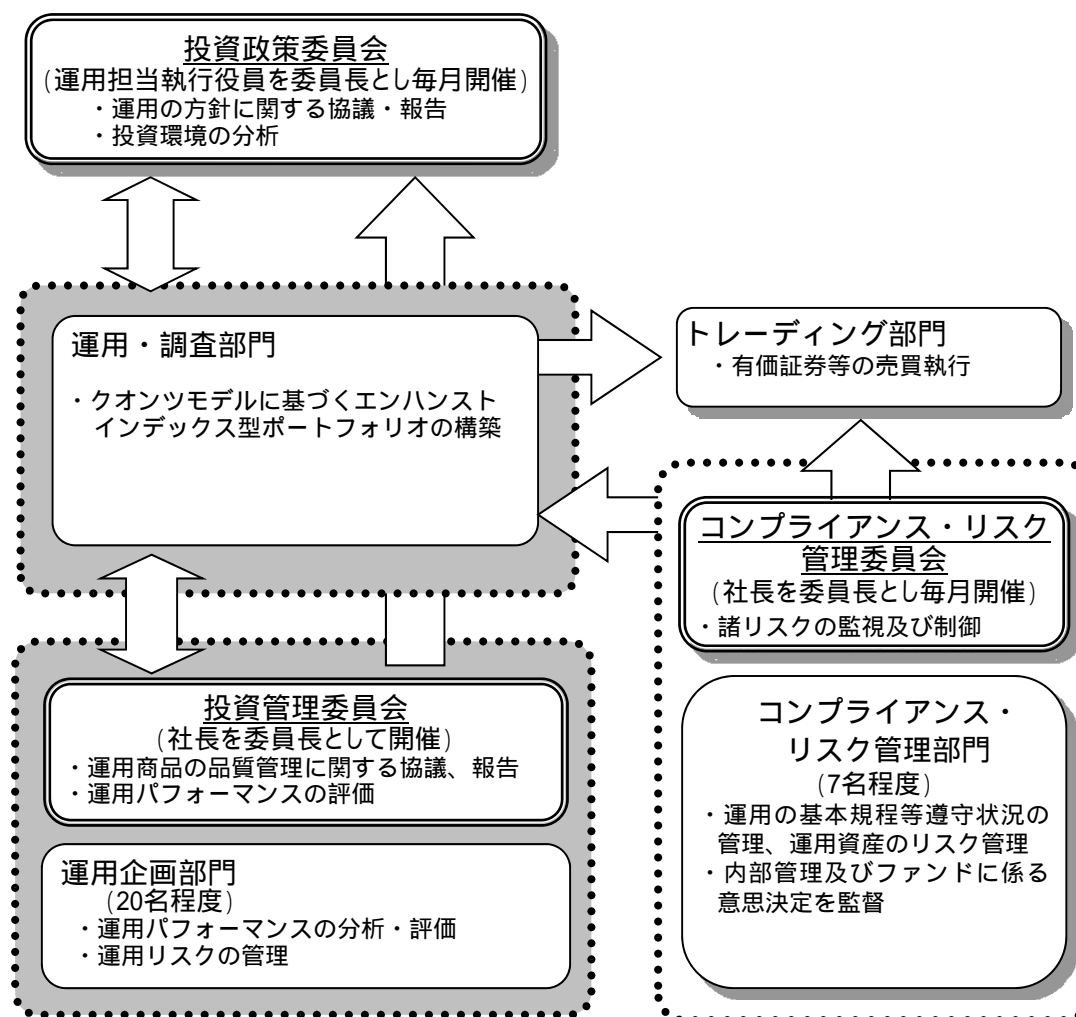 投資政策委員会
(運用担当執行役員を委員長とし毎月開催)
・運用の方針に関する協議・報告
・投資環境の分析
運用・調査部門
・クオンツモデルに基づくエンハンスト
インデックス型ポートフォリオの構築
トレーディング部門
・有価証券等の売買執行
コンプライアンス・リスク
管理委員会
(社長を委員長とし毎月開催)
・諸リスクの監視及び制御
投資管理委員会
(社長を委員長として開催)
・運用商品の品質管理に関する協議、報告
・運用パフォーマンスの評価
運用企画部門
(20名程度)
・運用パフォーマンスの分析・評価
・運用リスクの管理
コンプライアンス・
リスク管理部門
(7名程度)
・運用の基本規程等遵守状況の
管理、運用資産のリスク管理
・内部管理及びファンドに係る
意思決定を監督